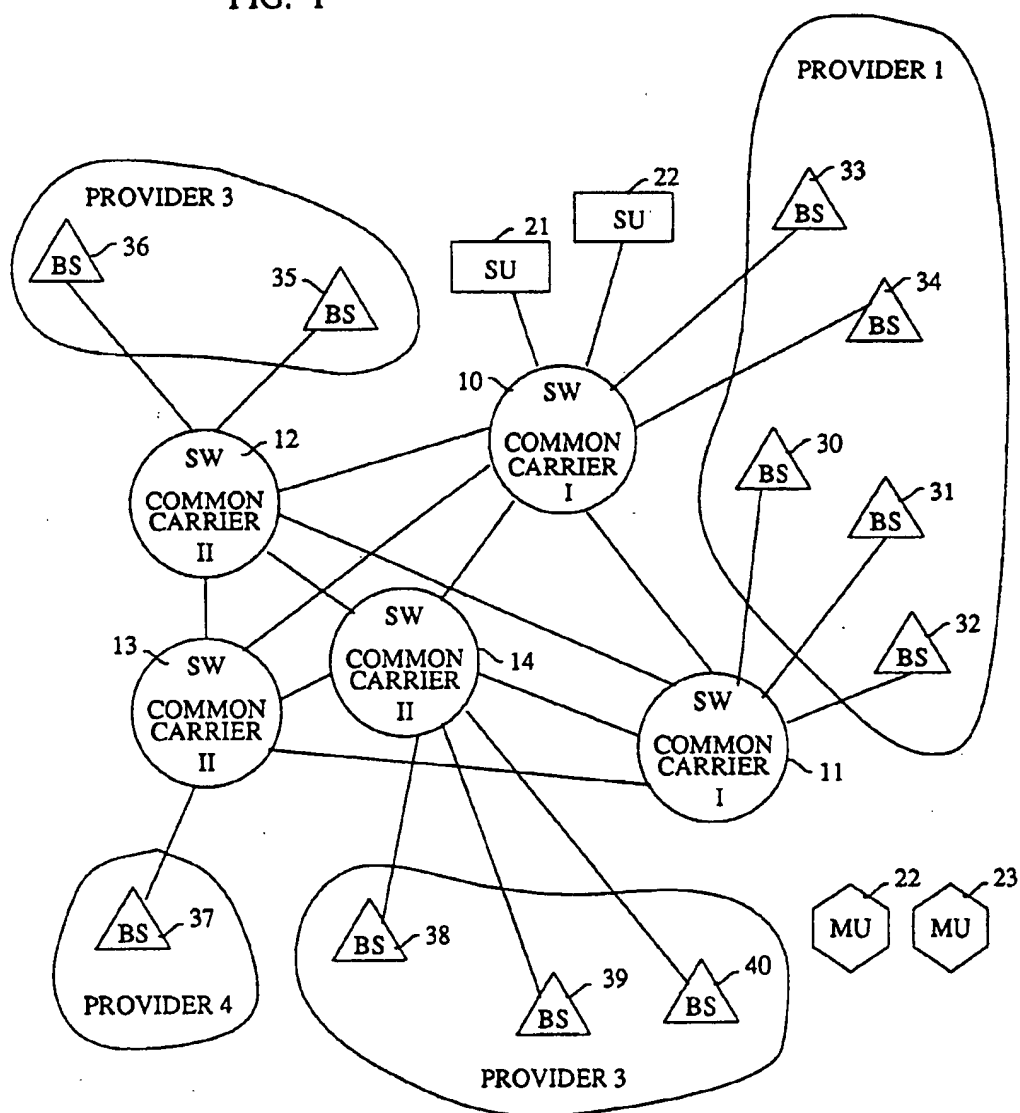 FIG. 1
PROVIDER 1
33
BS
34
BS
30
BS
31
BS
32
BS
PROVIDER 3
36
BS
35
BS
21
SU
22
SU
10
SW
COMMON
CARRIER
I
12
SW
COMMON
CARRIER
II
13
SW
COMMON
CARRIER
II
14
SW
COMMON
CARRIER
II
11
SW
COMMON
CARRIER
I
37
BS
PROVIDER 4
38
BS
39
BS
40
BS
PROVIDER 3
22
MU
23
MU